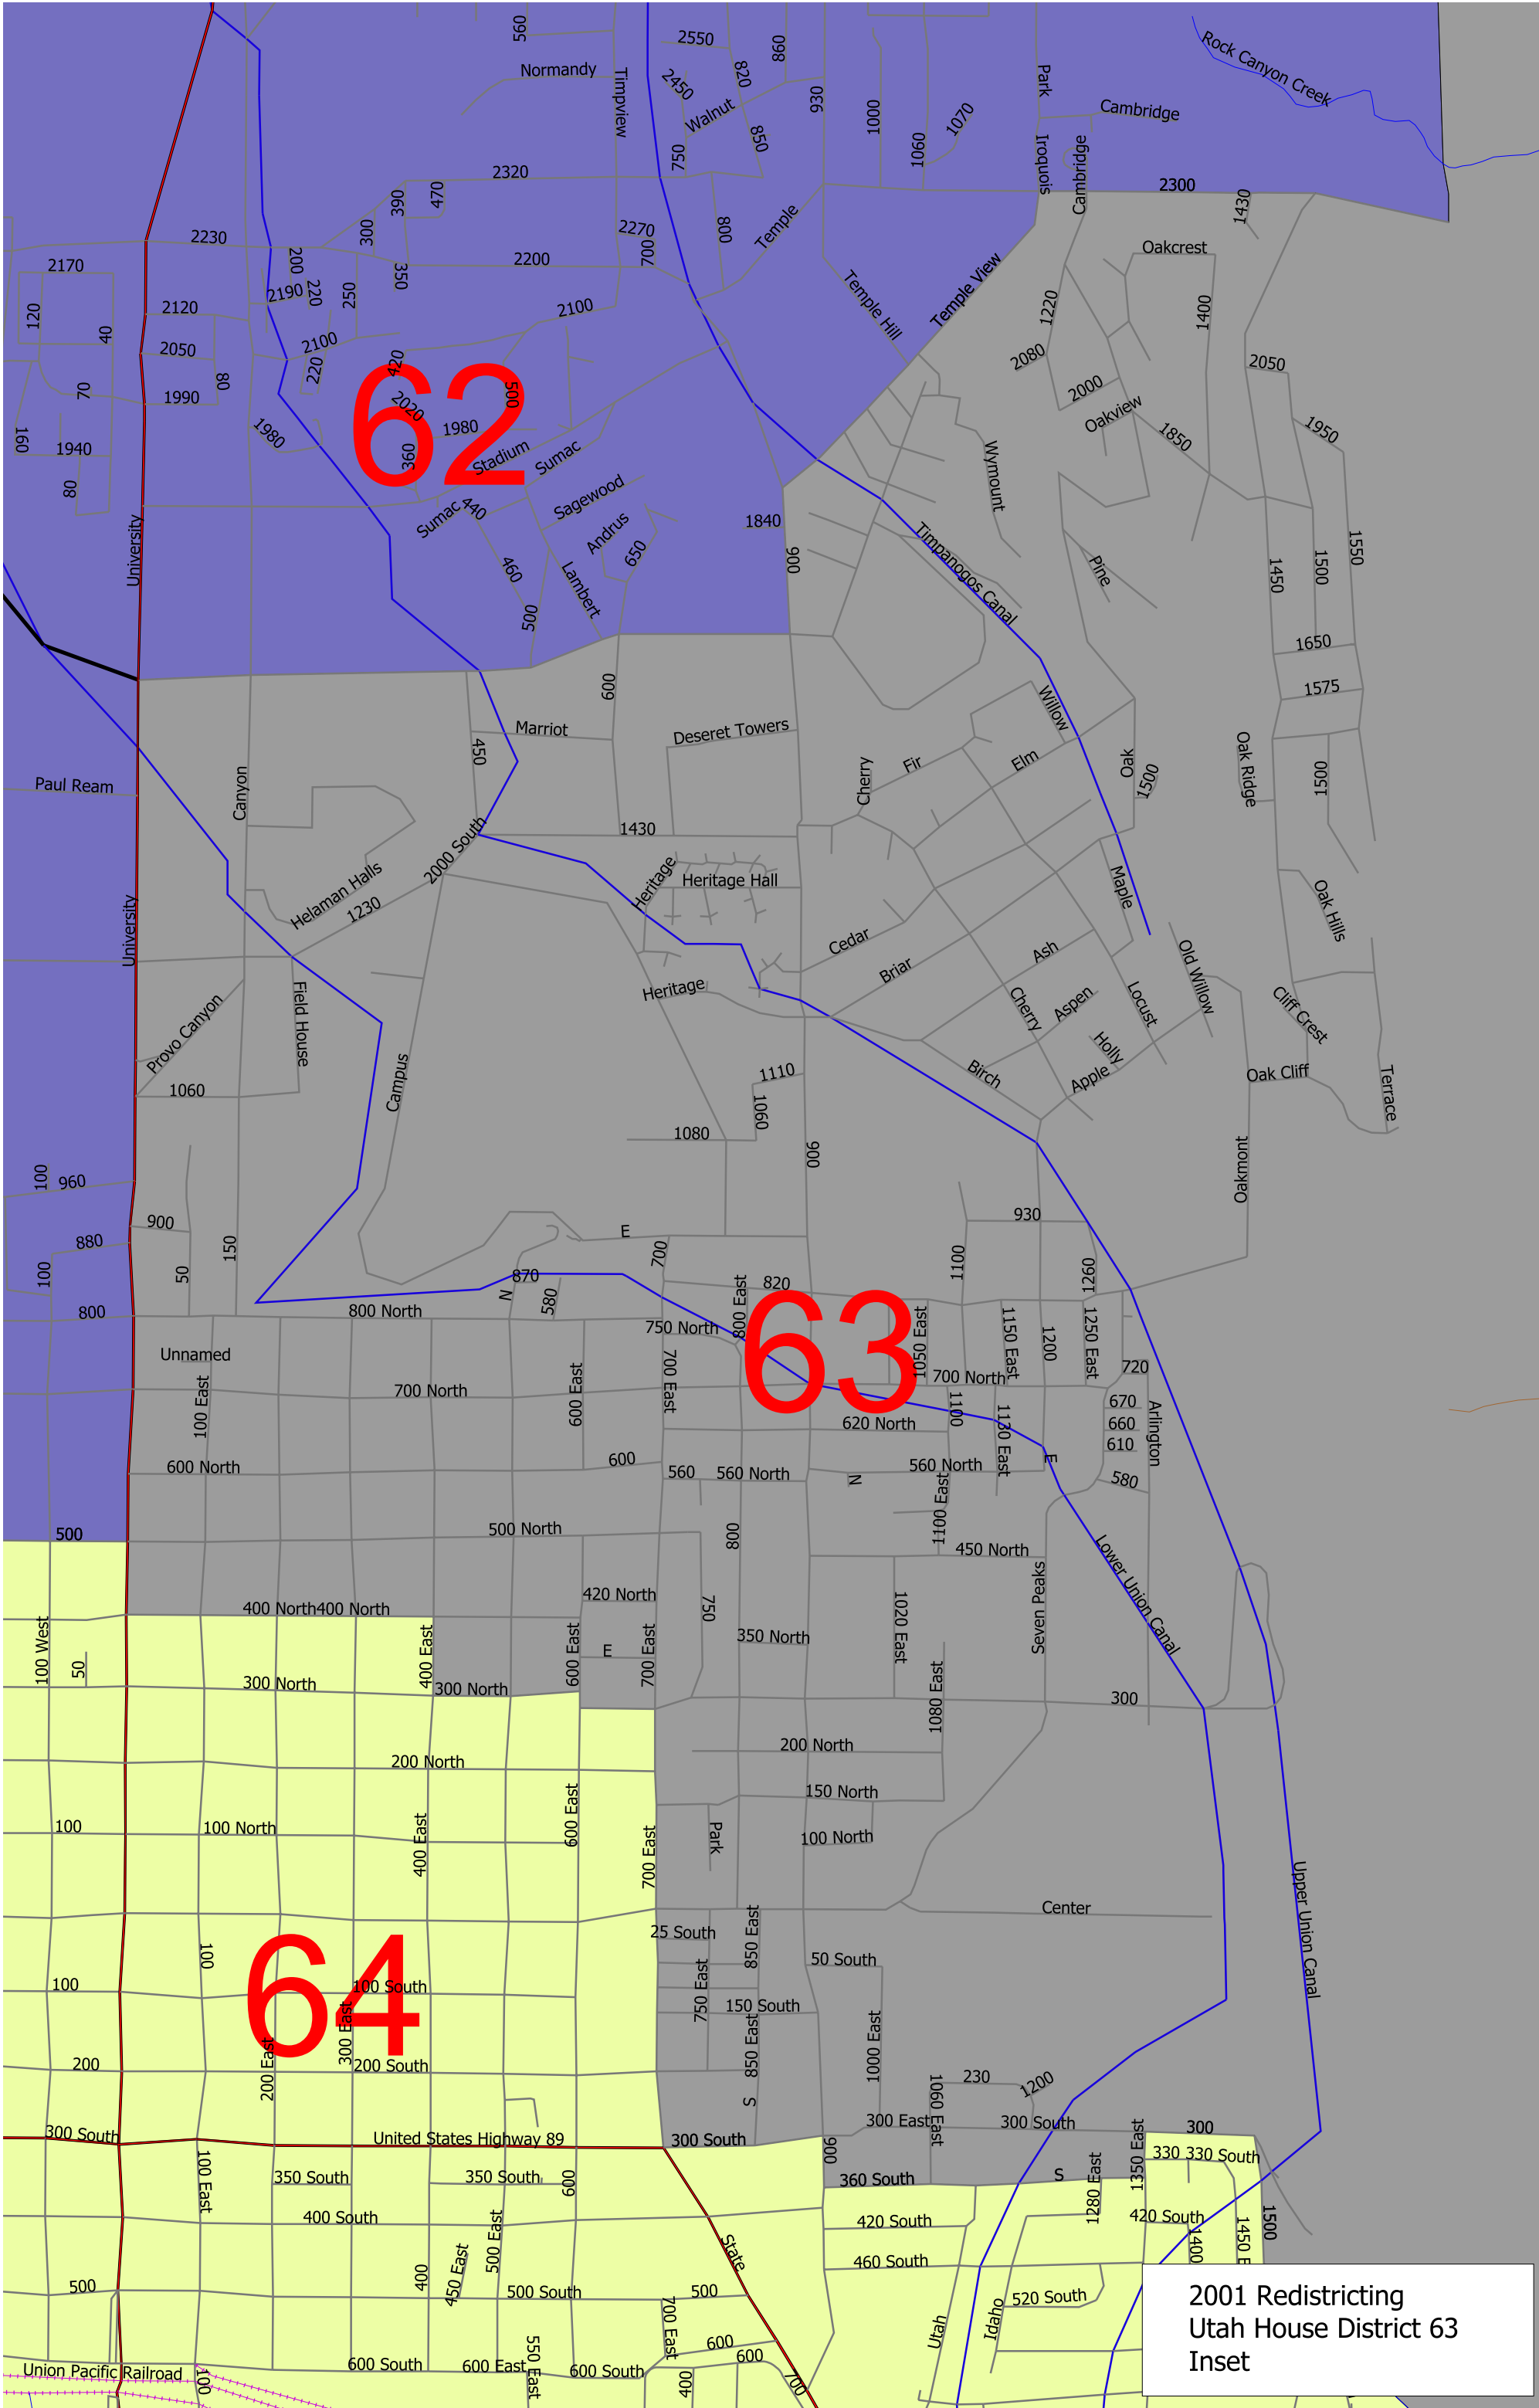 560
2550
860
Rock Canyon Creek
Normandy
Timpview
2450
820
Park
Walnut
930
1000
1070
Cambridge
850
750
1060
Iroquois
Cambridge
2320
2300
390
470
1430
300
2270
800
Temple
2230
700
Oakcrest
2170
200
350
2200
Temple View
2190
220
250
Temple Hill
120
2120
2100
1220
1400
40
2050
2100
420
2080
2050
220
80
70
1990
2020
500
2000
Oakview
62
160
1980
1980
1950
1940
360
Stadium
Sumac
1850
Wymount
80
Sagewood
440
Sumac
1840
Andrus
Timpanogos Canal
University
650
900
1550
460
Pine
1450
1500
Lambert
500
1650
600
1575
Willow
Marriot
Deseret Towers
450
Fir
Elm
Oak
Oak Ridge
Cherry
1500
1500
Paul Ream
Canyon
1430
2000 South
Heritage
Heritage Hall
Helaman Halls
Maple
1230
Oak Hills
University
Cedar
Ash
Old Willow
Briar
Heritage
Field House
Cherry
Aspen
Locust
Cliff Crest
Provo Canyon
Holly
1110
Birch
Apple
Oak Cliff
Campus
1060
1060
Terrace
1080
900
100
960
Oakmont
900
E
930
880
150
700
1100
100
50
870
1260
820
N
580
800 East
800
800 North
750 North
63
1050 East
1150 East
1200
1250 East
Unnamed
700 East
720
700 North
600 East
700 North
100 East
670
1100
Arlington
620 North
660
1130 East
610
600
E
600 North
560
560 North
560 North
580
N
1100 East
500
500 North
800
450 North
Lower Union Canal
Seven Peaks
420 North
750
1020 East
400 North
400 North
100 West
350 North
400 East
600 East
E
700 East
50
1080 East
300 North
300 North
300
200 North
200 North
150 North
600 East
100
100 North
Park
100 North
400 East
700 East
Upper Union Canal
Center
850 East
25 South
64
100
50 South
100
100 South
750 East
150 South
300 East
1000 East
850 East
200 East
200
200 South
230
1200
1060 East
S
300 South
United States Highway 89
300 South
900
300 East
300 South
300
1350 East
330
330 South
350 South
350 South
600
100 East
360 South
S
1280 East
400 South
420 South
420 South
1500
500 East
State
1400
1450 E
460 South
400
450 East
500
500 South
500
700 East
520 South
Utah
Idaho
2001 Redistricting
Utah House District 63
Inset
600
600
Union Pacific Railroad
600 South
600 East
600 South
550 East
100
400
700